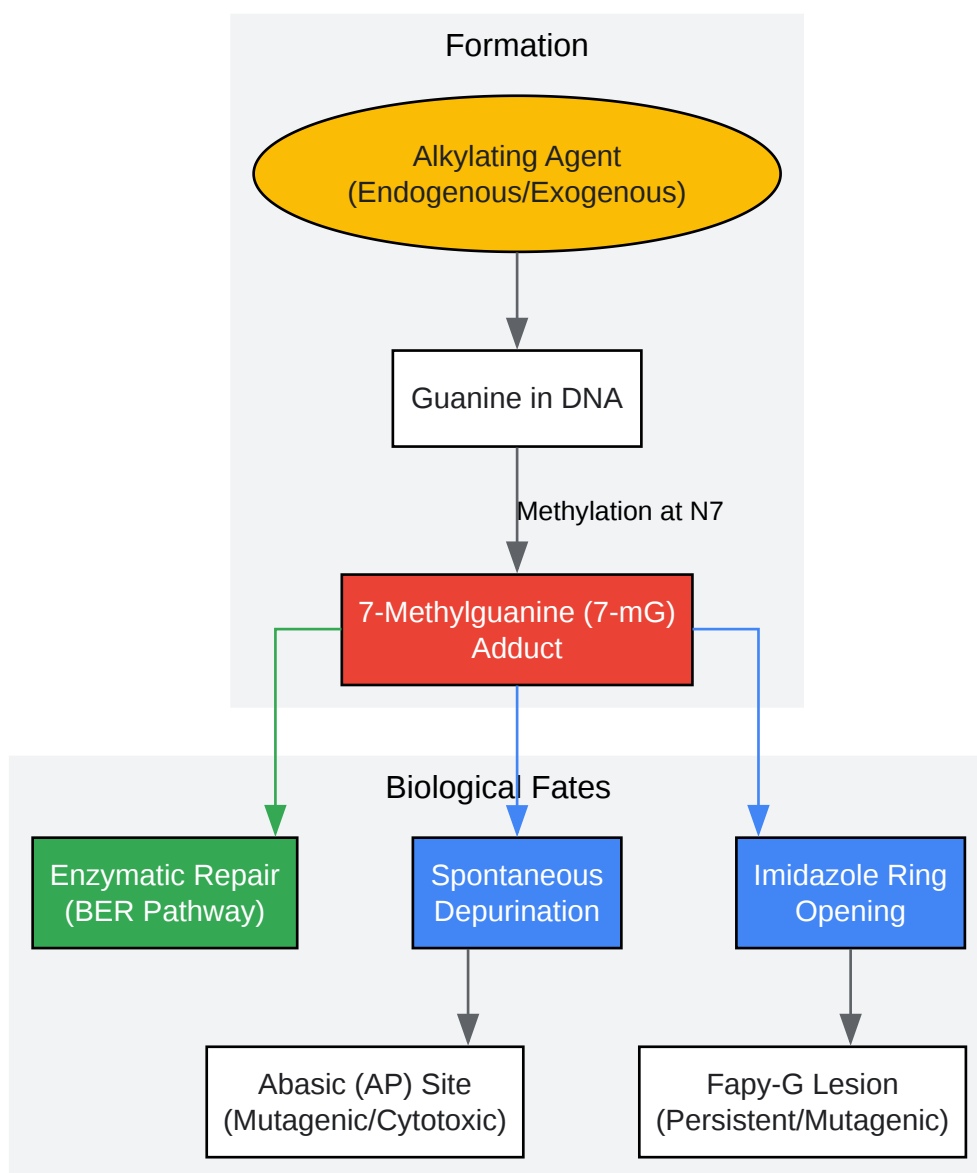 Formation
Alkylating Agent
(Endogenous/Exogenous)
Guanine in DNA
Methylation at N7
7-Methylguanine (7-mG)
Adduct
Biological Fates
Enzymatic Repair
(BER Pathway)
Spontaneous
Depurination
Imidazole Ring
Opening
Abasic (AP) Site
(Mutagenic/Cytotoxic)
Fapy-G Lesion
(Persistent/Mutagenic)